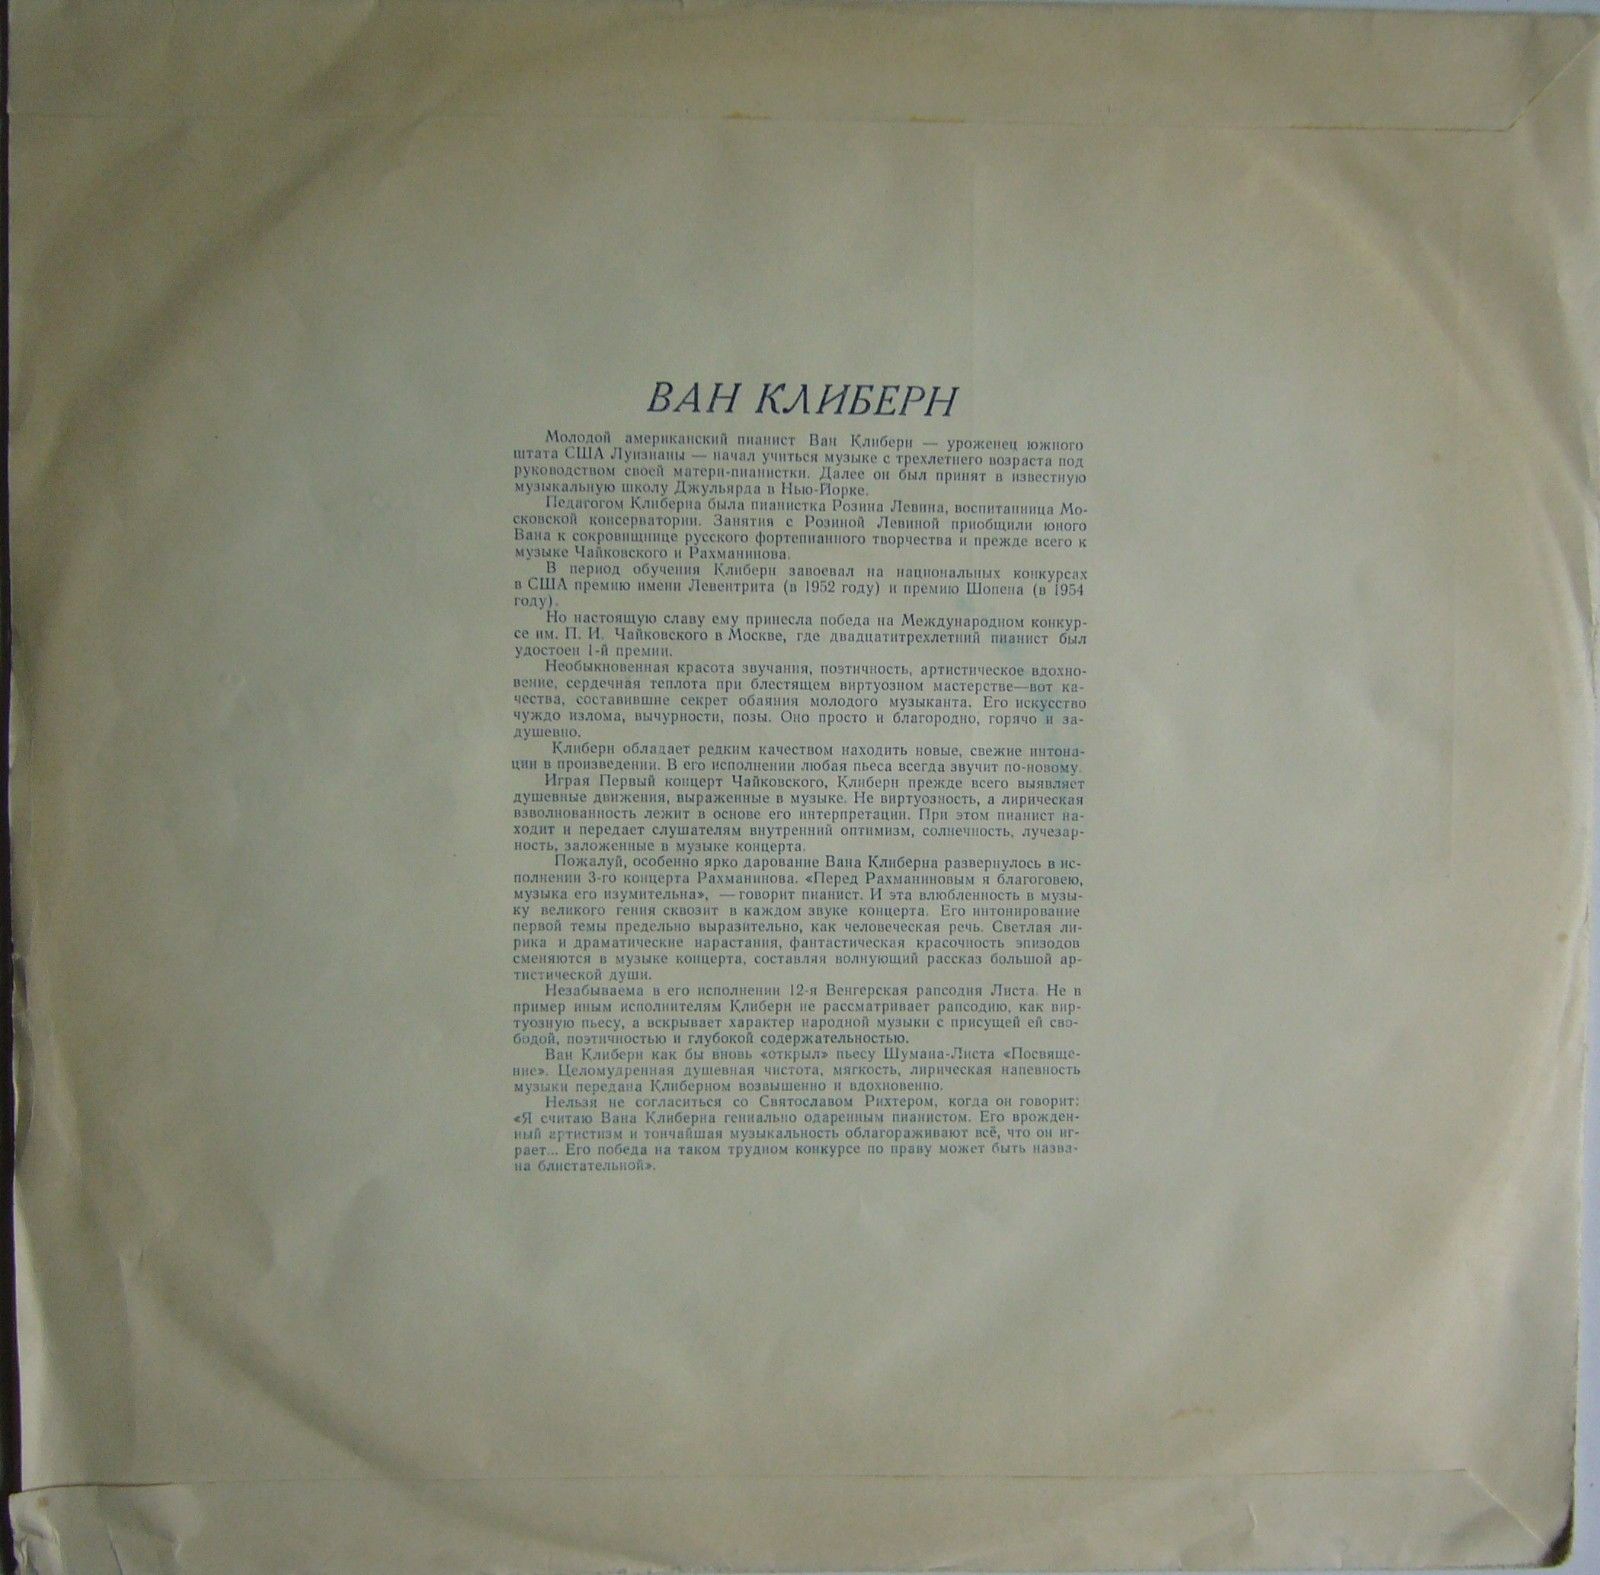 ВАН КЛИБЕРН
Молодой американский пианист Ван Клиберн — уроженец южного
штата США Луизианы — начал учиться музыке с трехлетнего возраста под
руководством своей матери-пианистки. Далее он был принят в известную
музыкальную школу Джульярда в Нью-Йорке.
Педагогом Клиберна была пианистка Розина Левина, воспитанница Мо-
сковской консерватории. Занятия с Розиной Левиной приобщили юного
Вана к сокровищнице русского фортепианного творчества и прежде всего к
музыке Чайковского и Рахманинова.
В период обучения Клиберн завоевал на национальных конкурсах
в США премию имени Левентрита (в 1952 году) и премию Шопена (в 1954
году).
Но настоящую славу ему принесла победа на Международном конкур-
се им. П. И. Чайковского в Москве, где двадцатитрехлетний пианист был
удостоен 1-й премии.
Необыкновенная красота звучания, поэтичность, артистическое вдохно-
вение, сердечная теплота при блестящем виртуозном мастерстве—вот ка-
чества, составившие секрет обаяния молодого музыканта. Его искусство
чуждо излома, вычурности, позы. Оно просто и благородно, горячо и за-
душевно.
Клиберн обладает редким качеством находить новые, свежие интона-
ции в произведении. В его исполнении любая пьеса всегда звучит по-новому.
Играя Первый концерт Чайковского, Клиберн прежде всего выявляет
душевные движения, выраженные в музыке. Не виртуозность, а лирическая
взволнованность лежит в основе его интерпретации. При этом пианист на-
ходит и передает слушателям внутренний оптимизм, солнечность, лучезар-
ность, заложенные в музыке концерта.
Пожалуй, особенно ярко дарование Вана Клиберна развернулось в ис-
полнении 3-го концерта Рахманинова. «Перед Рахманиновым я благоговею,
музыка его изумительна», — говорит пианист. И эта влюбленность в музы-
ку великого гения сквозит в каждом звуке концерта. Его интонирование
первой темы предельно выразительно, как человеческая речь. Светлая ли-
рика и драматические нарастания, фантастическая красочность эпизодов
сменяются в музыке концерта, составляя волнующий рассказ большой ар-
тистической души.
Незабываема в его исполнении 12-я Венгерская рапсодия Листа. Не в
пример иным исполнителям Клиберн не рассматривает рапсодию, как вир-
туозную пьесу, а вскрывает характер народной музыки с присущей ей сво-
бодой, поэтичностью и глубокой содержательностью.
Ван Клиберн как бы вновь «открыл» пьесу Шумана-Листа «Посвяще-
ние». Целомудренная душевная чистота, мягкость, лирическая напевность
музыки передана Клиберном возвышенно и вдохновенно.
Нельзя не согласиться со Святославом Рихтером, когда он говорит:
«Я считаю Вана Клиберна гениально одаренным пианистом. Его врожден-
ный артистизм и тончайшая музыкальность облагораживают всё, что он иг-
рает... Его победа на таком трудном конкурсе по праву может быть назва-
на блистательной».